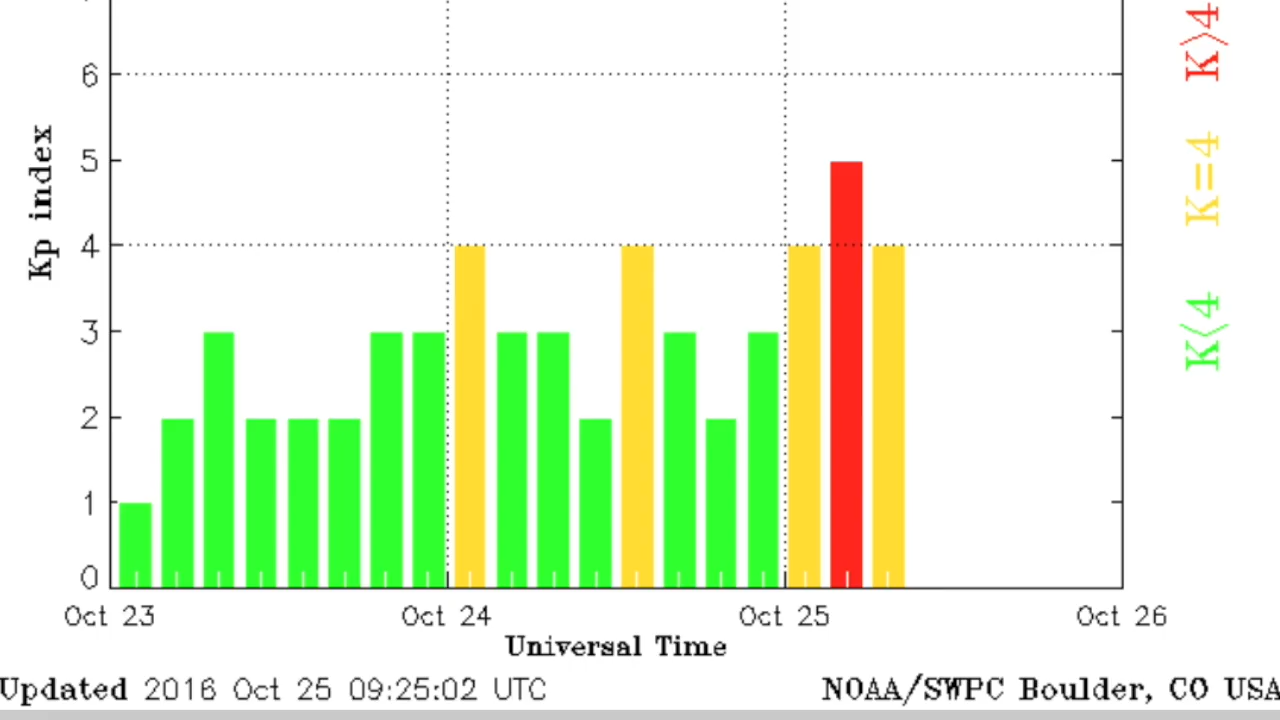 K>4
6
K=4
5
Kp index
4
K<4
3
2
1
0
Oct 23 Oct 24 Oct 25 Oct 26
Universal Time
Updated 2016 Oct 25 09:25:02 UTC NOAA/SWPC Boulder, CO USA